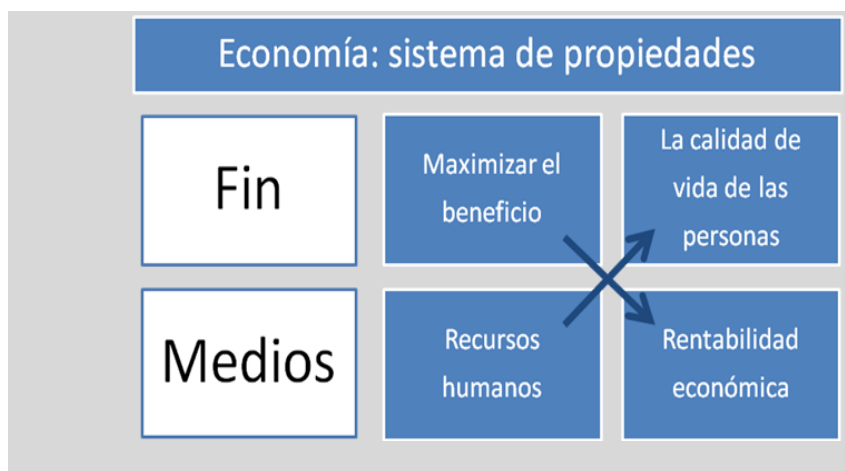 Economía: sistema de propiedades
Fin
Maximizar el
beneficio
La calidad de
vida de las
personas
Medios
Recursos
humanos
Rentabilidad
económica